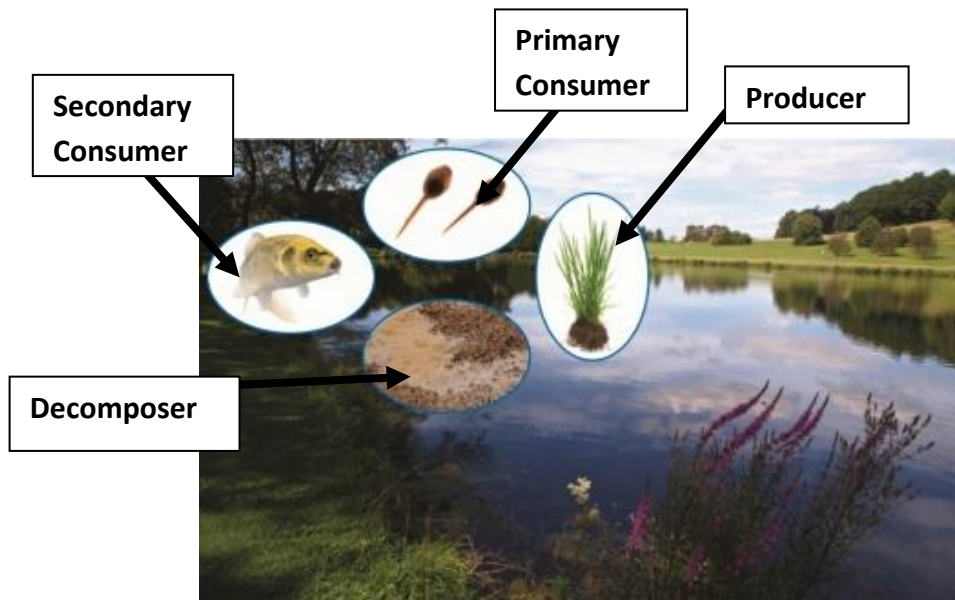 Primary
Consumer
Secondary
Consumer
Producer
Decomposer